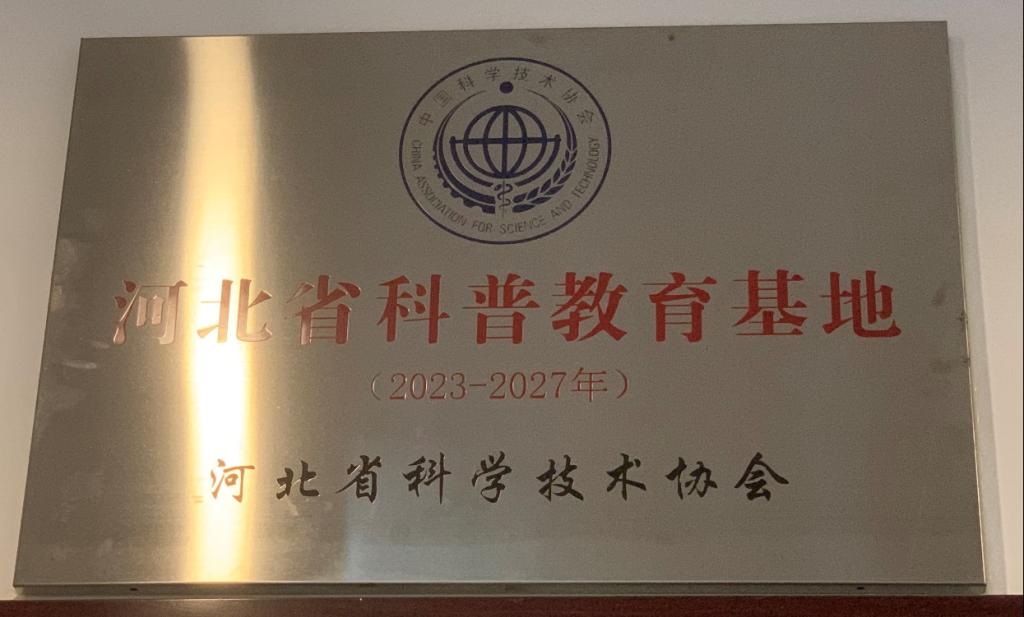 中国科学技术协会
CHINA ASSOCIATION FOR SCIENCE AND TECHNOLOGY
河北省科普教育基地
（2023-2027年）
河北省科学技术协会